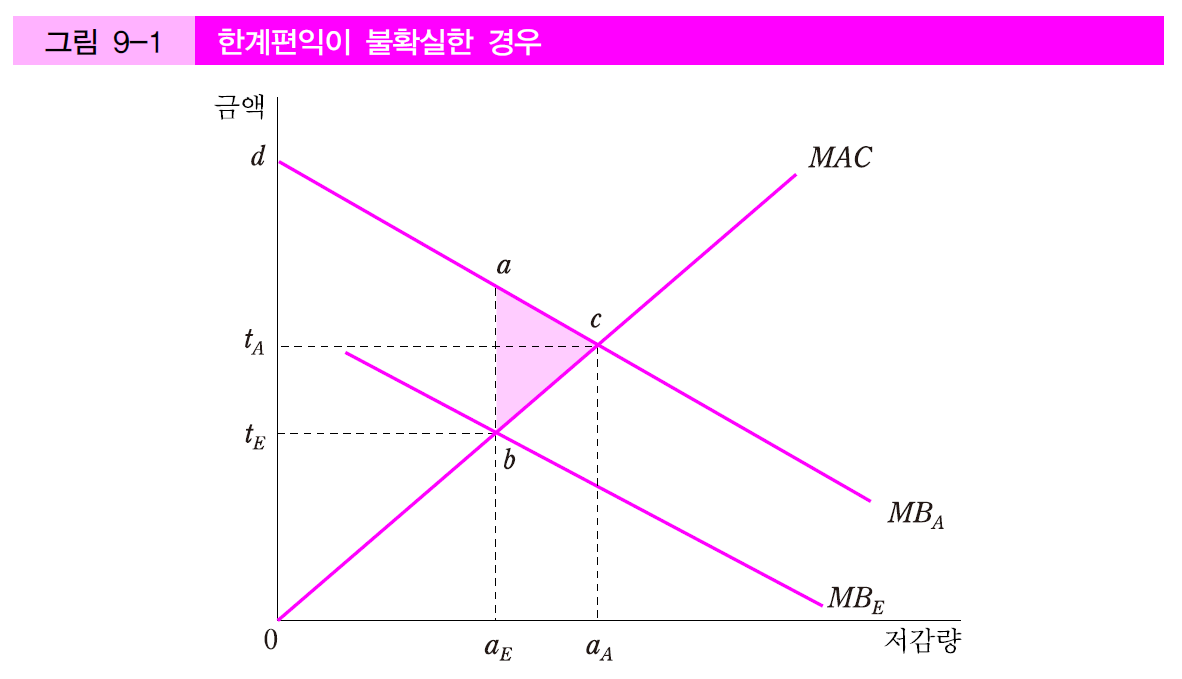 그림 9-1 한계편익이 불확실한 경우
금액
d
MAC
a
c
t_A
t_E
b
MB_A
MB_E
0
a_E
a_A
저감량